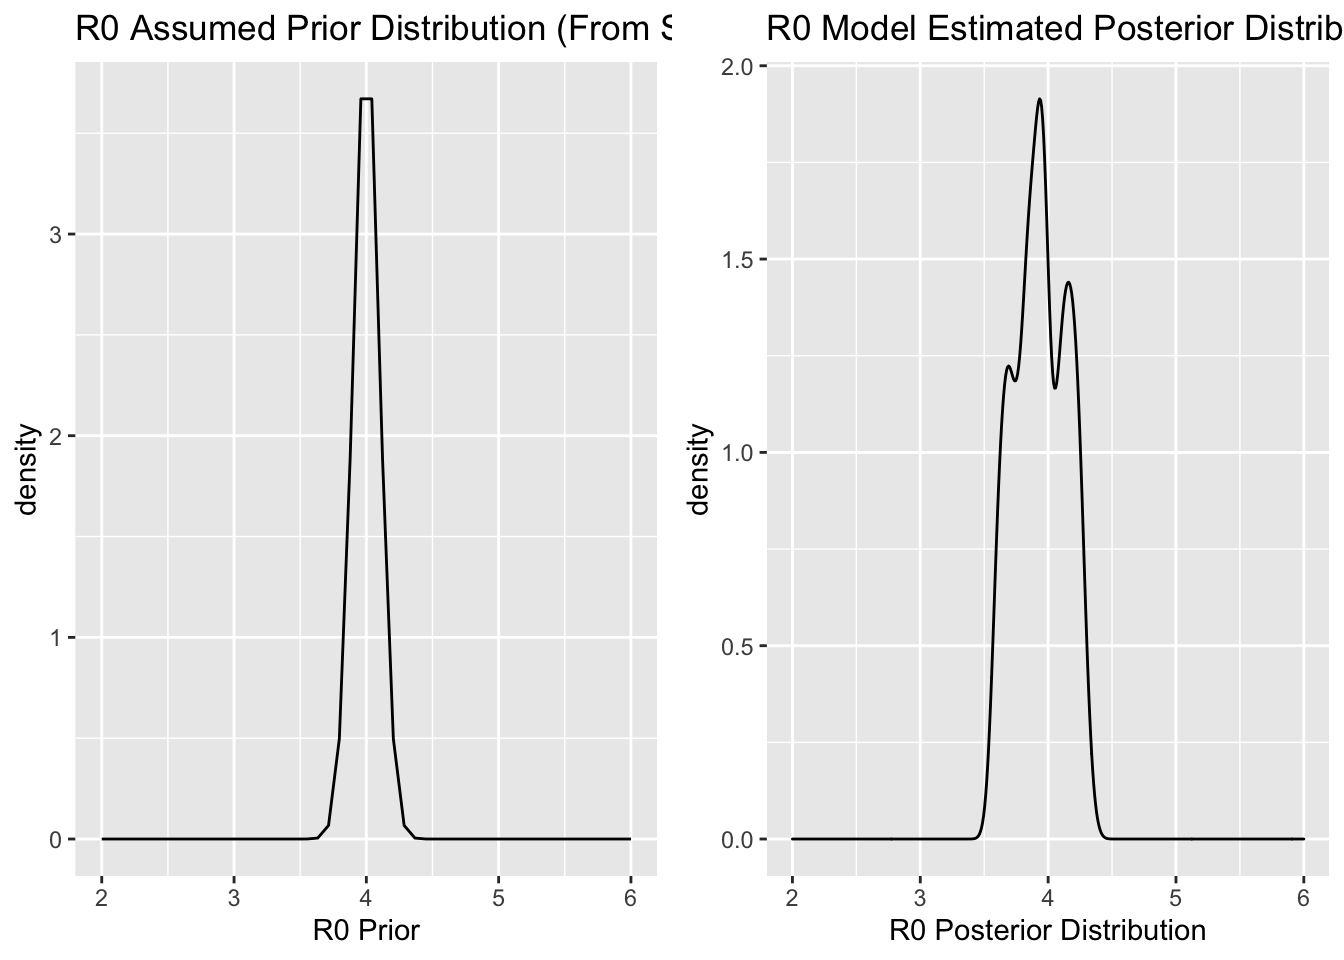 R0 Assumed Prior Distribution (From
density
3
2
1
0
2 3 4 5 6
R0 Prior
R0 Model Estimated Posterior Distrib
density
2.0
1.5
1.0
0.5
0.0
2 3 4 5 6
R0 Posterior Distribution